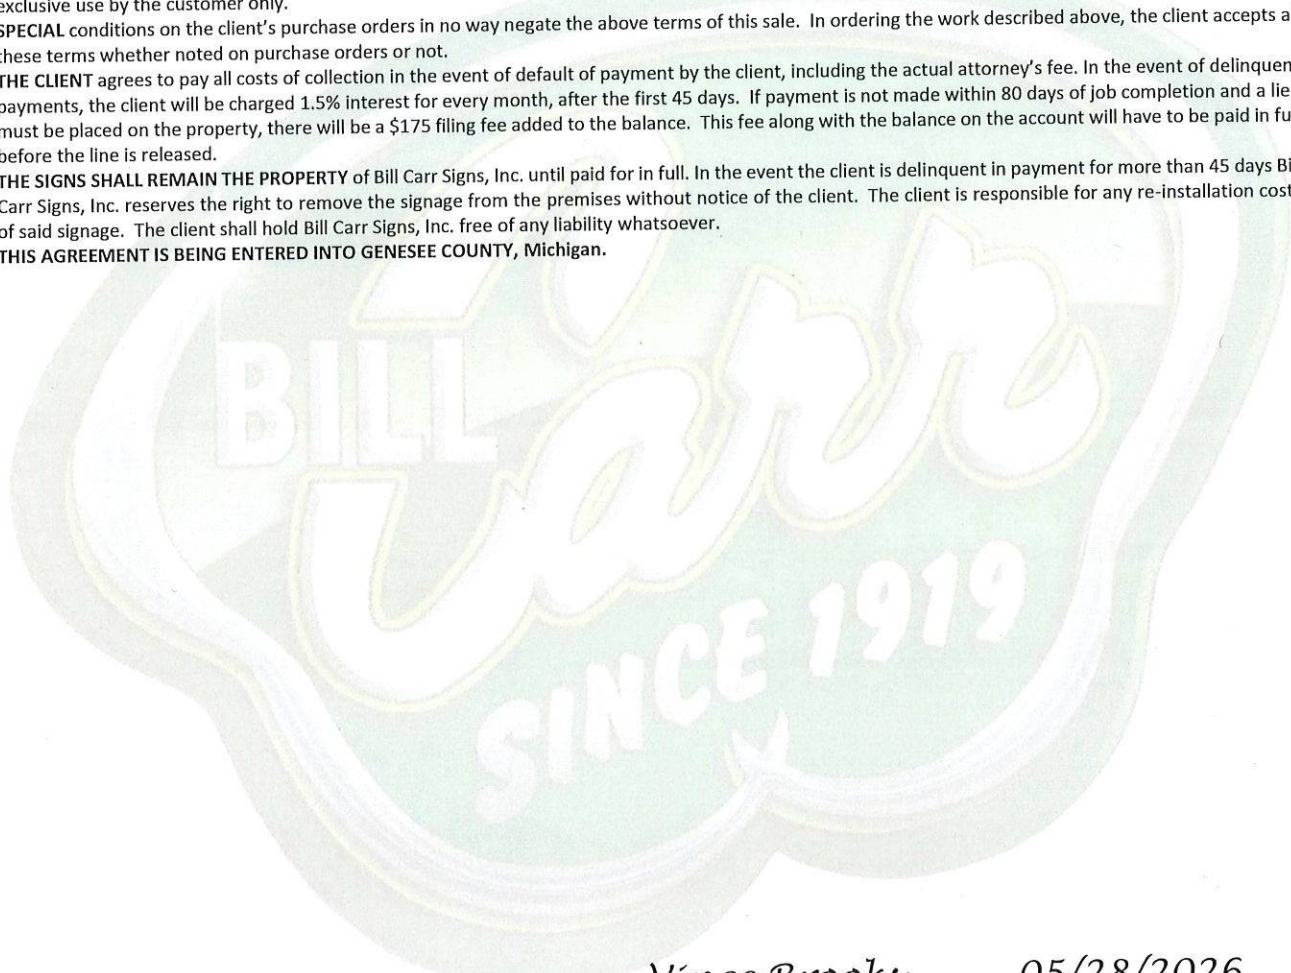 exclusive use by the customer only.
SPECIAL conditions on the client's purchase orders in no way negate the above terms of this sale. In ordering the work described above, the client accepts a
these terms whether noted on purchase orders or not.
THE CLIENT agrees to pay all costs of collection in the event of default of payment by the client, including the actual attorney's fee. In the event of delinquen
payments, the client will be charged 1.5% interest for every month, after the first 45 days. If payment is not made within 80 days of job completion and a lie
must be placed on the property, there will be a $175 filing fee added to the balance. This fee along with the balance on the account will have to be paid in fu
before the line is released.
THE SIGNS SHALL REMAIN THE PROPERTY of Bill Carr Signs, Inc. until paid for in full. In the event the client is delinquent in payment for more than 45 days Bi
Carr Signs, Inc. reserves the right to remove the signage from the premises without notice of the client. The client is responsible for any re-installation cost
of said signage. The client shall hold Bill Carr Signs, Inc. free of any liability whatsoever.
THIS AGREEMENT IS BEING ENTERED INTO GENESEE COUNTY, Michigan.
BILL
Carr
SINCE 1919
05/28/2026